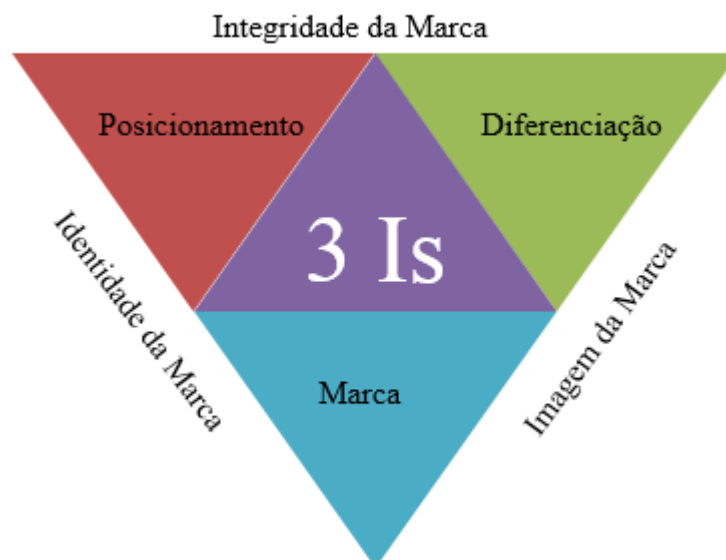 Integridade da Marca
Posicionamento
Diferenciação
3 Is
Identidade da Marca
Imagem da Marca
Marca